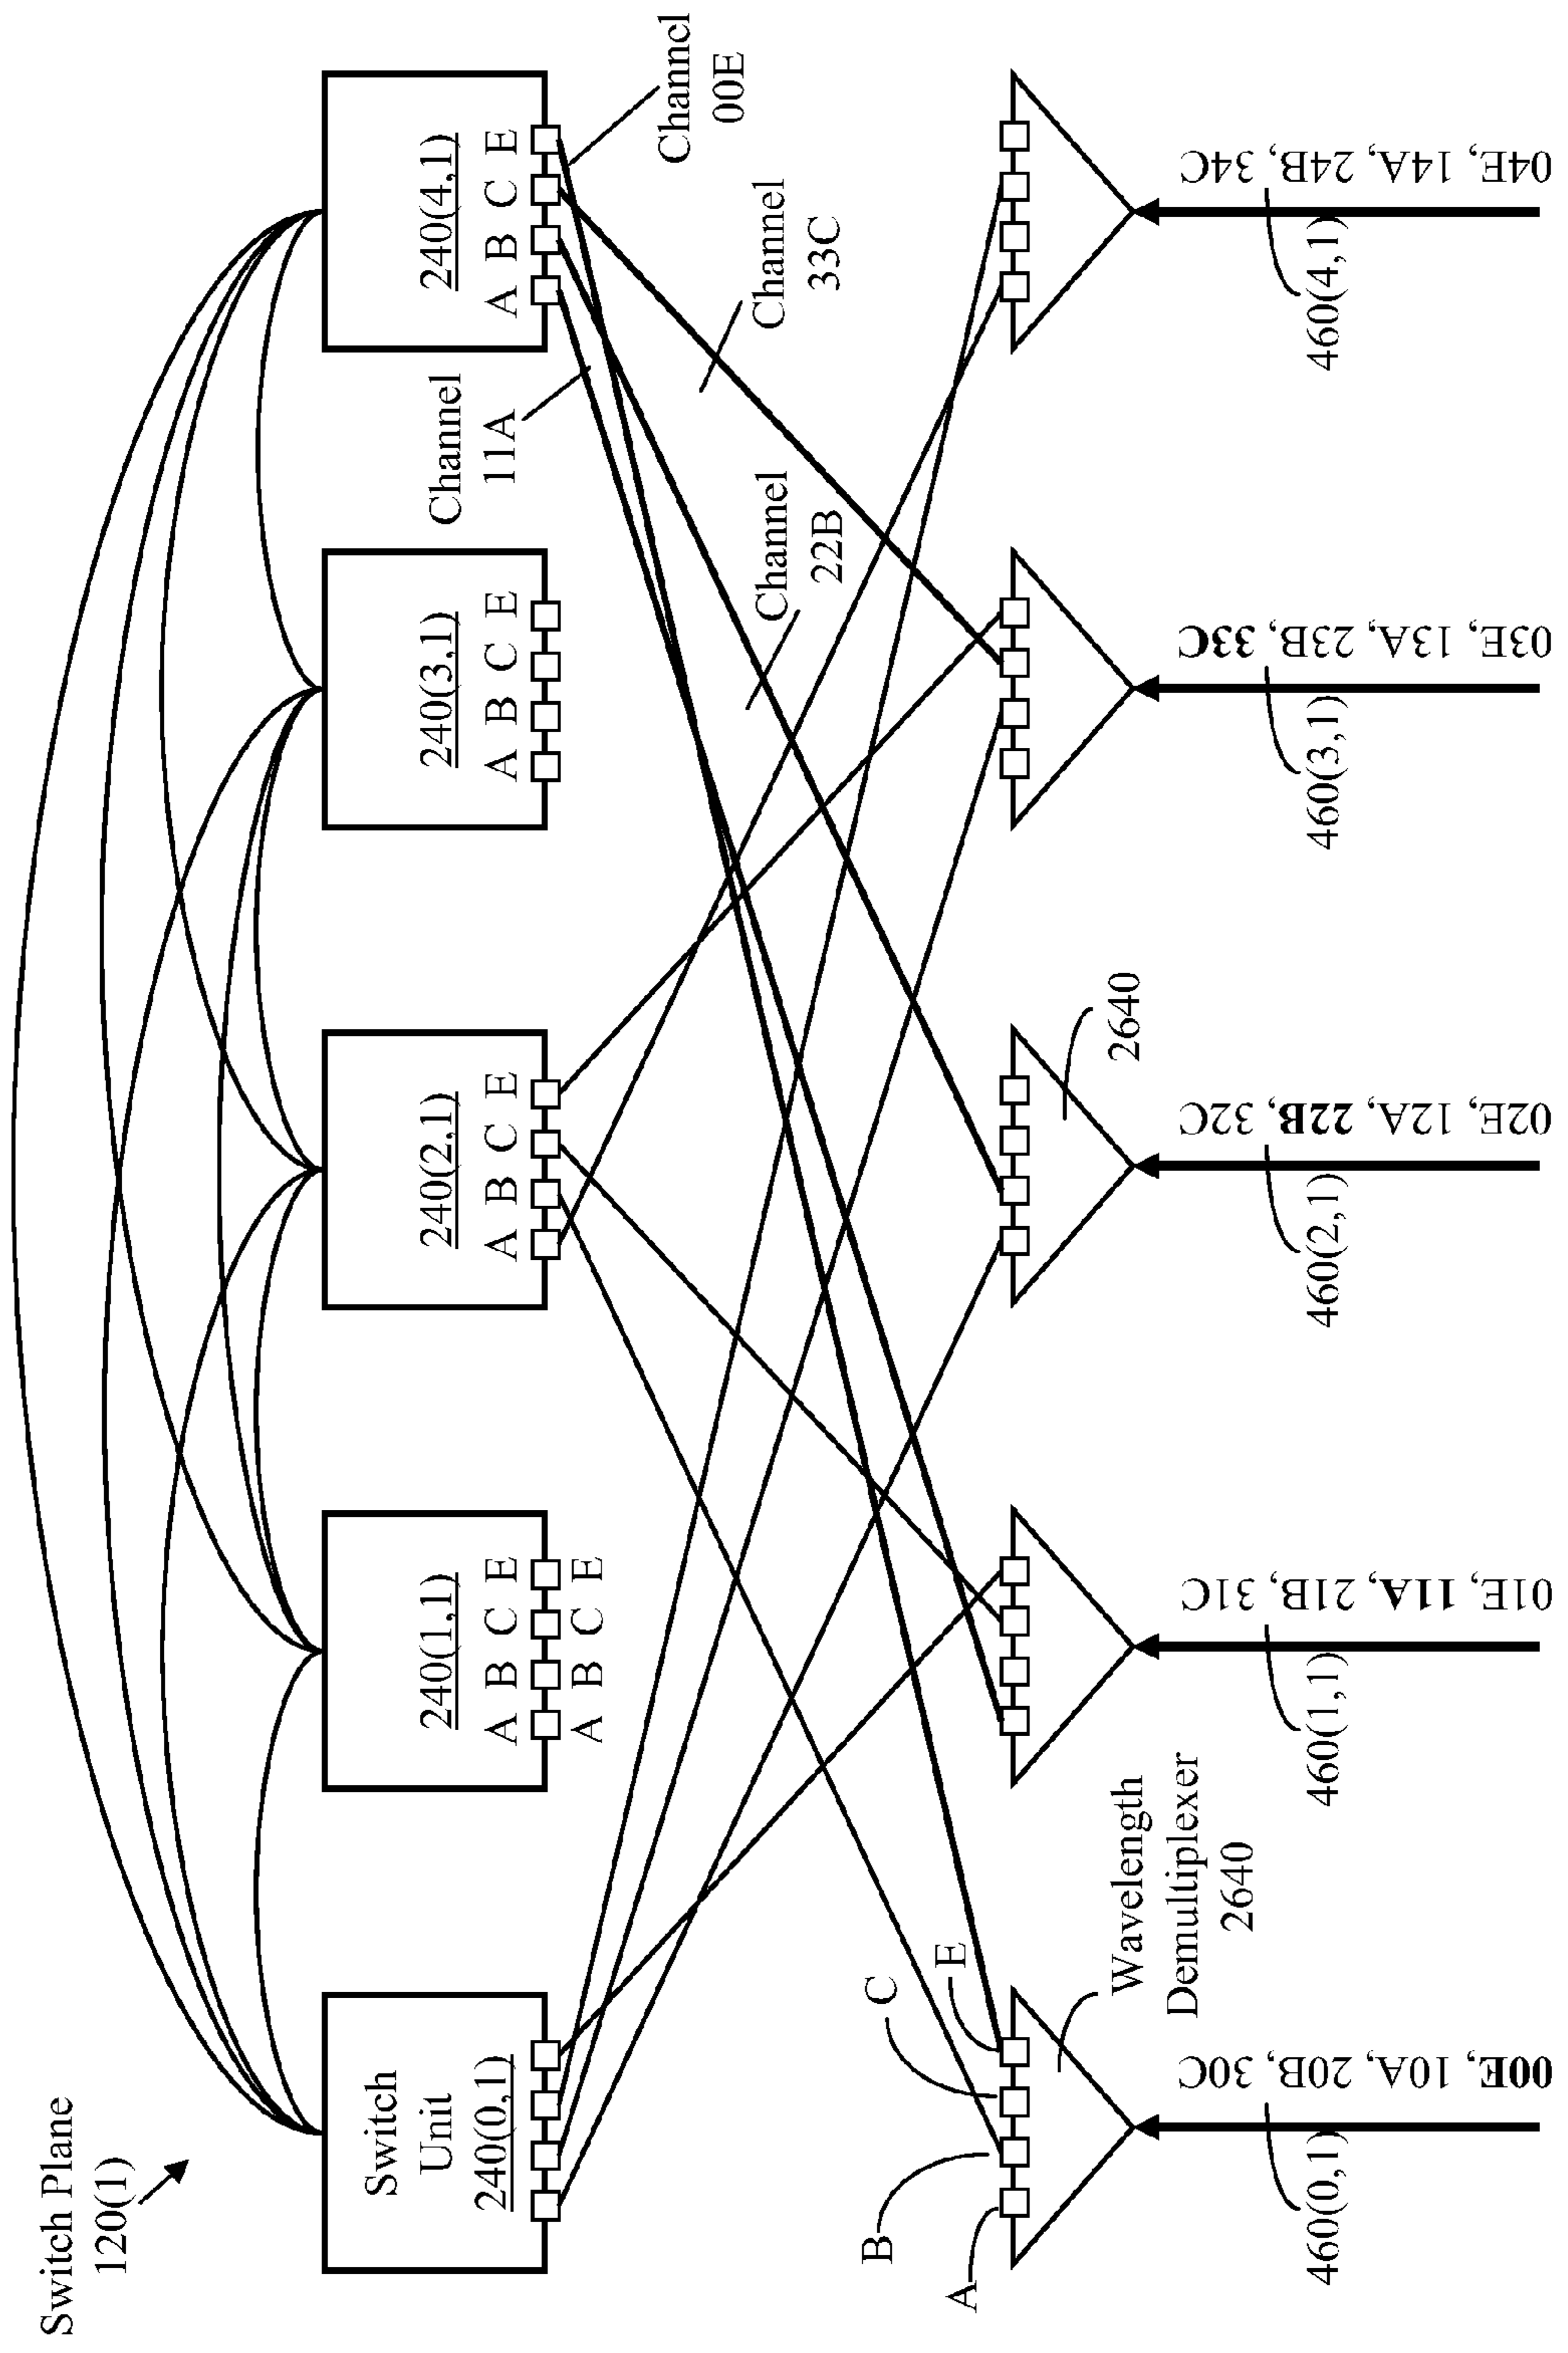 Switch Plane
120(1)
Switch
Unit
240(0,1)
240(1,1)
A B C E
A B C E
240(2,1)
A B C E
240(3,1)
A B C E
240(4,1)
A B C E
Channel
11A
Channel
00E
Channel
33C
Channel
22B
A
B
C
E
Wavelength
Demultiplexer
2640
2640
460(0,1)
00E, 10A, 20B, 30C
460(1,1)
01E, 11A, 21B, 31C
460(2,1)
02E, 12A, 22B, 32C
460(3,1)
03E, 13A, 23B, 33C
460(4,1)
04E, 14A, 24B, 34C